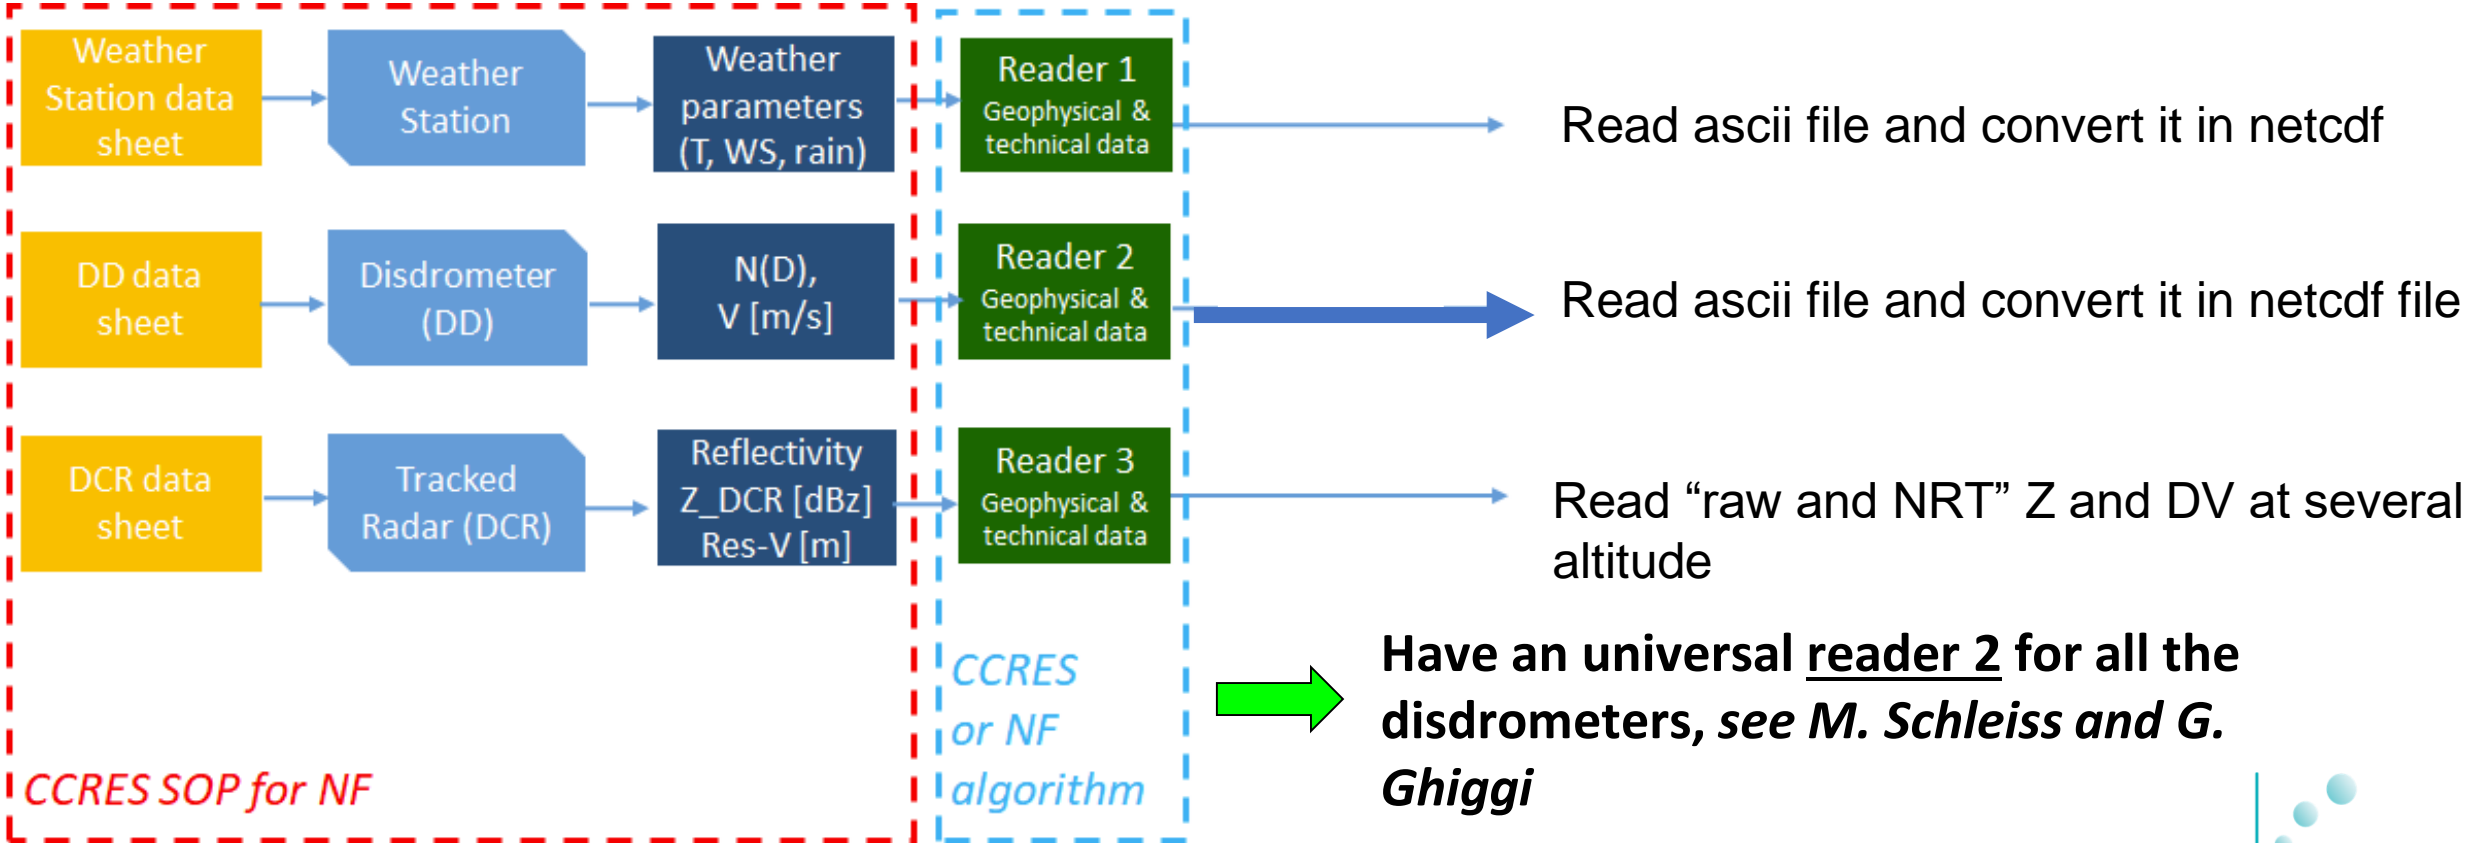 Weather
Station data
sheet
Weather
Station
Weather
parameters
(T, WS, rain)
Reader 1
Geophysical &
technical data
Read ascii file and convert it in netcdf
DD data
sheet
Disdrometer
(DD)
N(D),
V [m/s]
Reader 2
Geophysical &
technical data
Read ascii file and convert it in netcdf file
DCR data
sheet
Tracked
Radar (DCR)
Reflectivity
Z_DCR [dBz]
Res-V [m]
Reader 3
Geophysical &
technical data
Read “raw and NRT” Z and DV at several
altitude
CCRES SOP for NF
CCRES
or NF
algorithm
Have an universal reader 2 for all the
disdrometers, see M. Schleiss and G.
Ghiggi